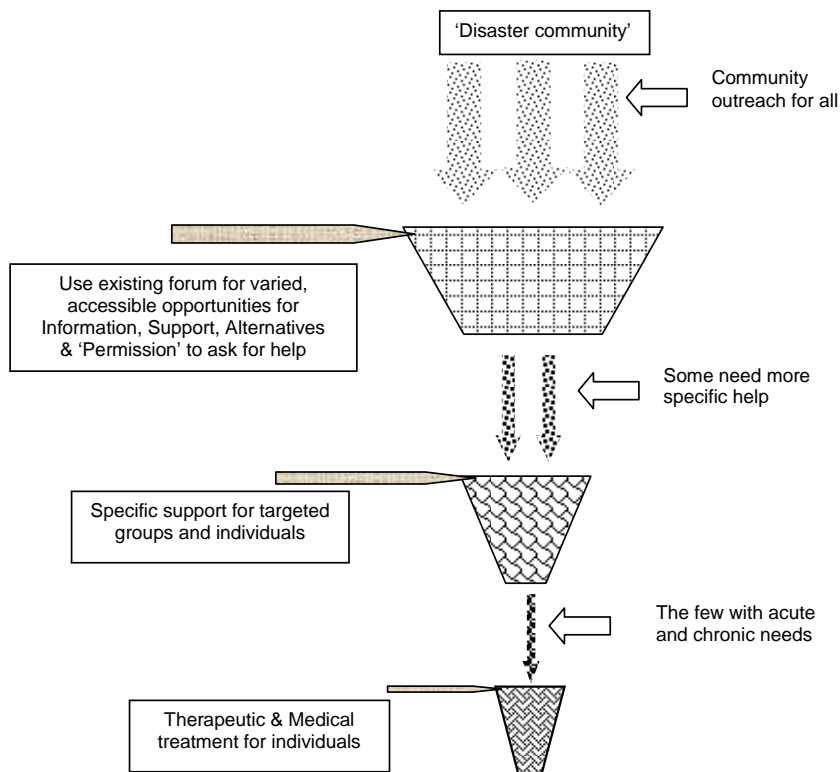 ‘Disaster community’
Community
outreach for all
Use existing forum for varied,
accessible opportunities for
Information, Support, Alternatives
& ‘Permission’ to ask for help
Some need more
specific help
Specific support for targeted
groups and individuals
The few with acute
and chronic needs
Therapeutic & Medical
treatment for individuals